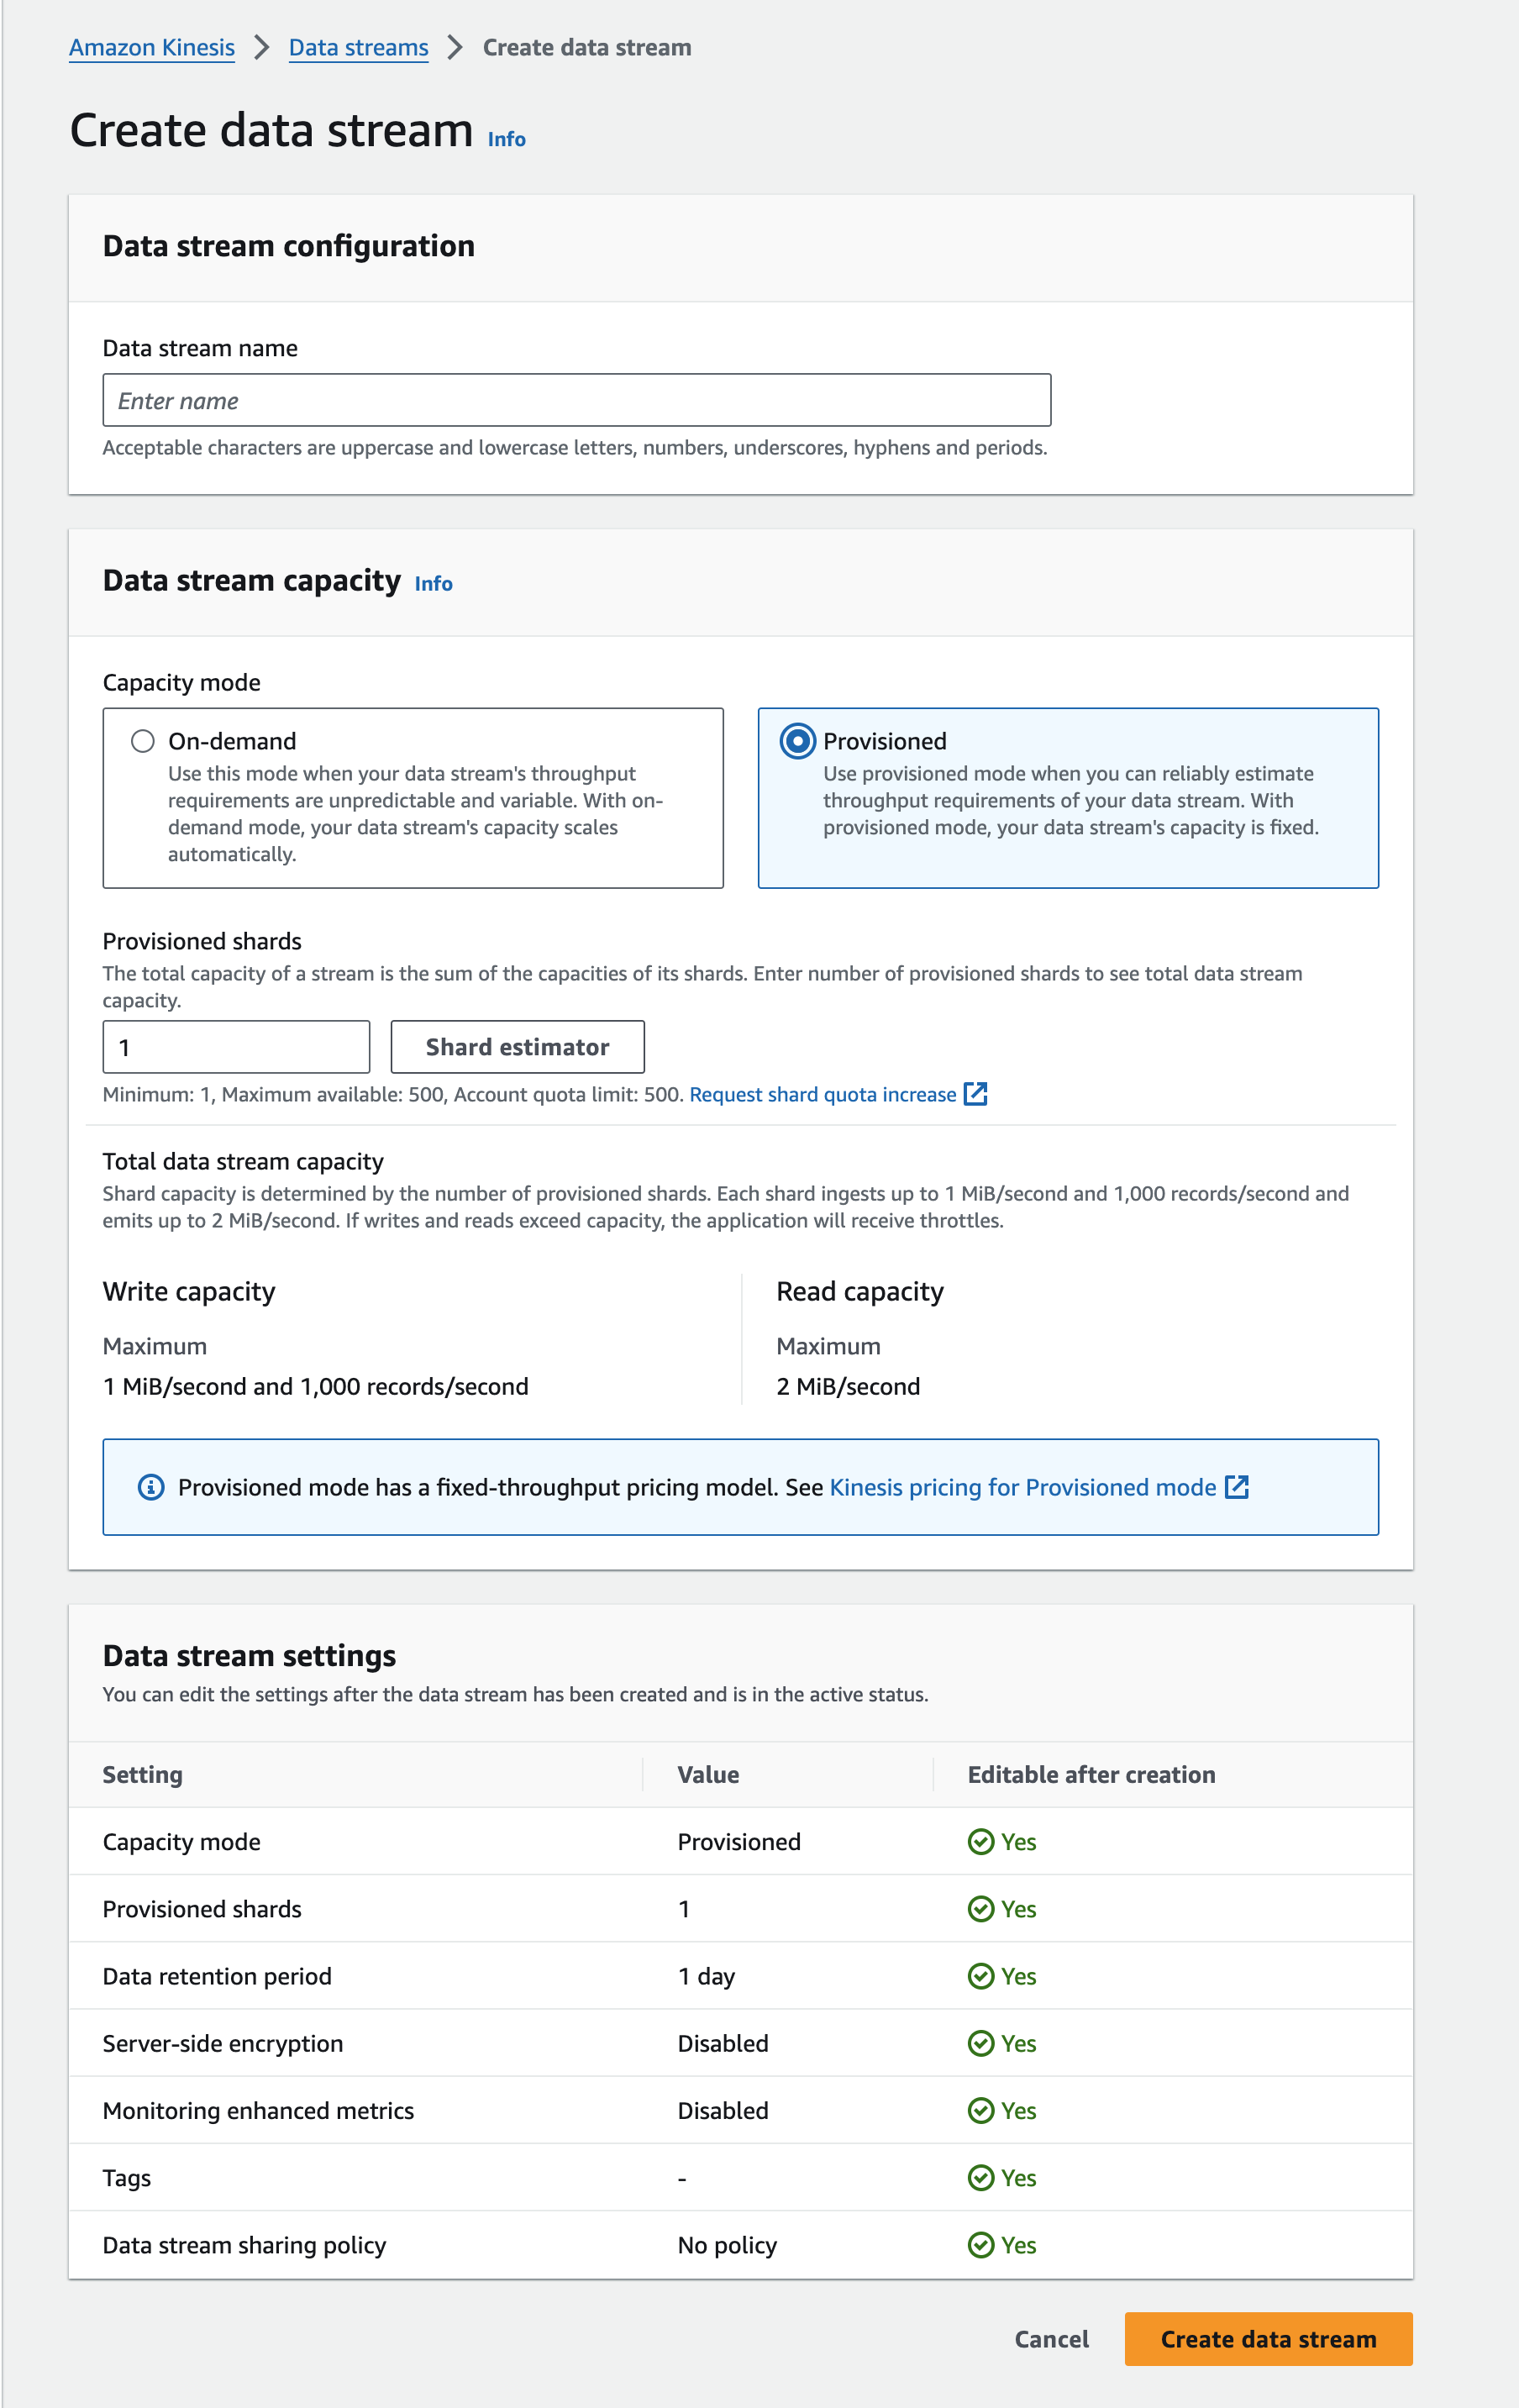 Amazon Kinesis > Data streams > Create data stream
Create data stream Info
Data stream configuration
Data stream name
Enter name
Acceptable characters are uppercase and lowercase letters, numbers, underscores, hyphens and periods.
Data stream capacity Info
Capacity mode
On-demand
Use this mode when your data stream's throughput
requirements are unpredictable and variable. With on-
demand mode, your data stream's capacity scales
automatically.
Provisioned
Use provisioned mode when you can reliably estimate
throughput requirements of your data stream. With
provisioned mode, your data stream's capacity is fixed.
Provisioned shards
The total capacity of a stream is the sum of the capacities of its shards. Enter number of provisioned shards to see total data stream
capacity.
1 Shard estimator
Minimum: 1, Maximum available: 500, Account quota limit: 500. Request shard quota increase
Total data stream capacity
Shard capacity is determined by the number of provisioned shards. Each shard ingests up to 1 MiB/second and 1,000 records/second and
emits up to 2 MiB/second. If writes and reads exceed capacity, the application will receive throttles.
Write capacity
Maximum
1 MiB/second and 1,000 records/second
Read capacity
Maximum
2 MiB/second
Provisioned mode has a fixed-throughput pricing model. See Kinesis pricing for Provisioned mode
Data stream settings
You can edit the settings after the data stream has been created and is in the active status.
Setting Value Editable after creation
Capacity mode Provisioned Yes
Provisioned shards 1 Yes
Data retention period 1 day Yes
Server-side encryption Disabled Yes
Monitoring enhanced metrics Disabled Yes
Tags - Yes
Data stream sharing policy No policy Yes
Cancel Create data stream